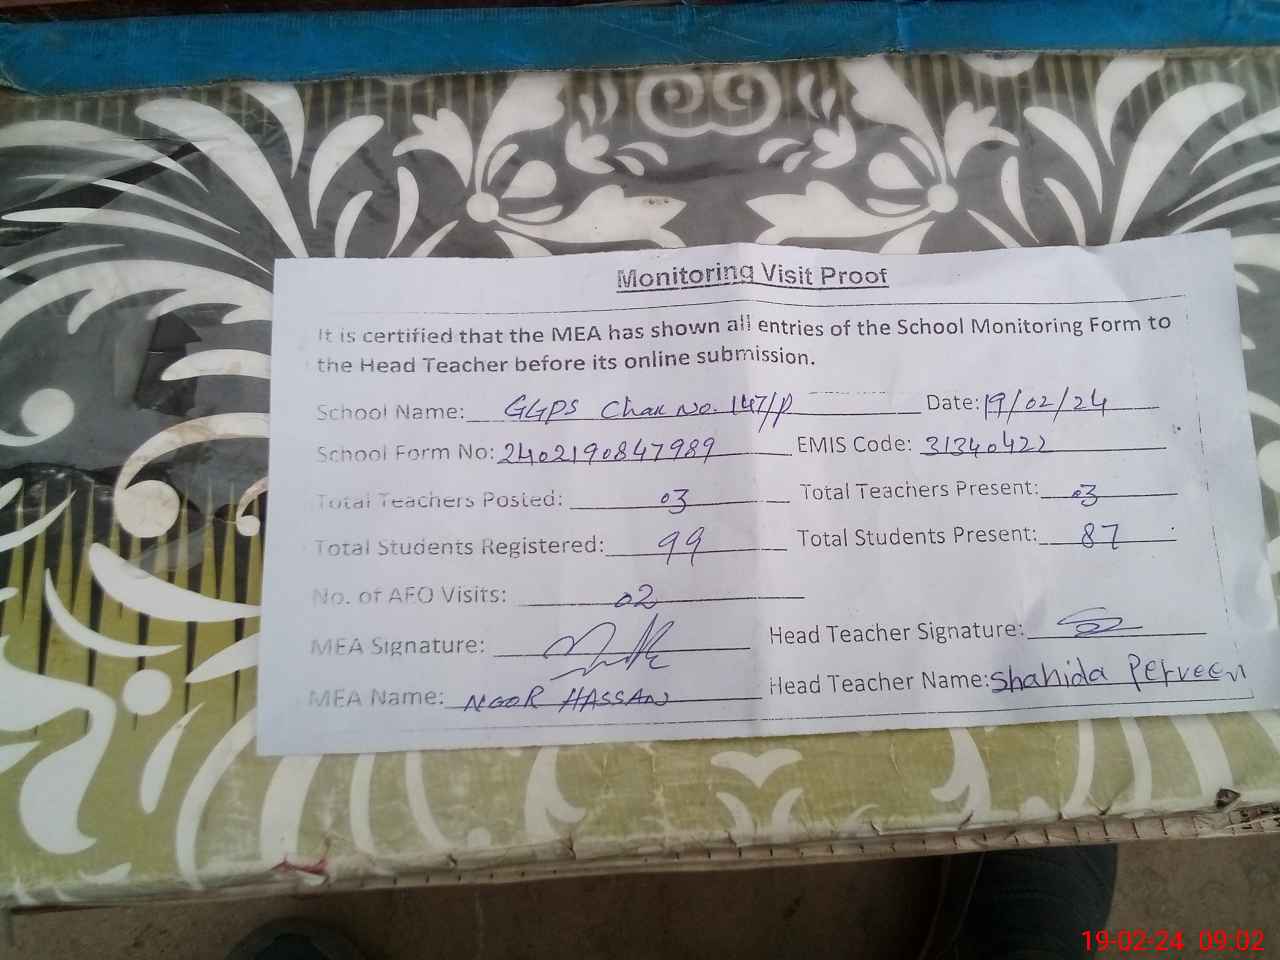 Monitoring Visit Proof
It is certified that the MEA has shown all entries of the School Monitoring Form to
the Head Teacher before its online submission.
School Name: GGPS Chak No. 147/P Date: 19/02/24
School Form No: 2402190847989 EMIS Code: 31340422
Total Teachers Posted: 03 Total Teachers Present: 03
Total Students Registered: 99 Total Students Present: 87
No. of AEO Visits: 02
MEA Signature: Head Teacher Signature:
MEA Name: NOOR HASSAN Head Teacher Name: Shahida Perveen
19-02-24 09:02